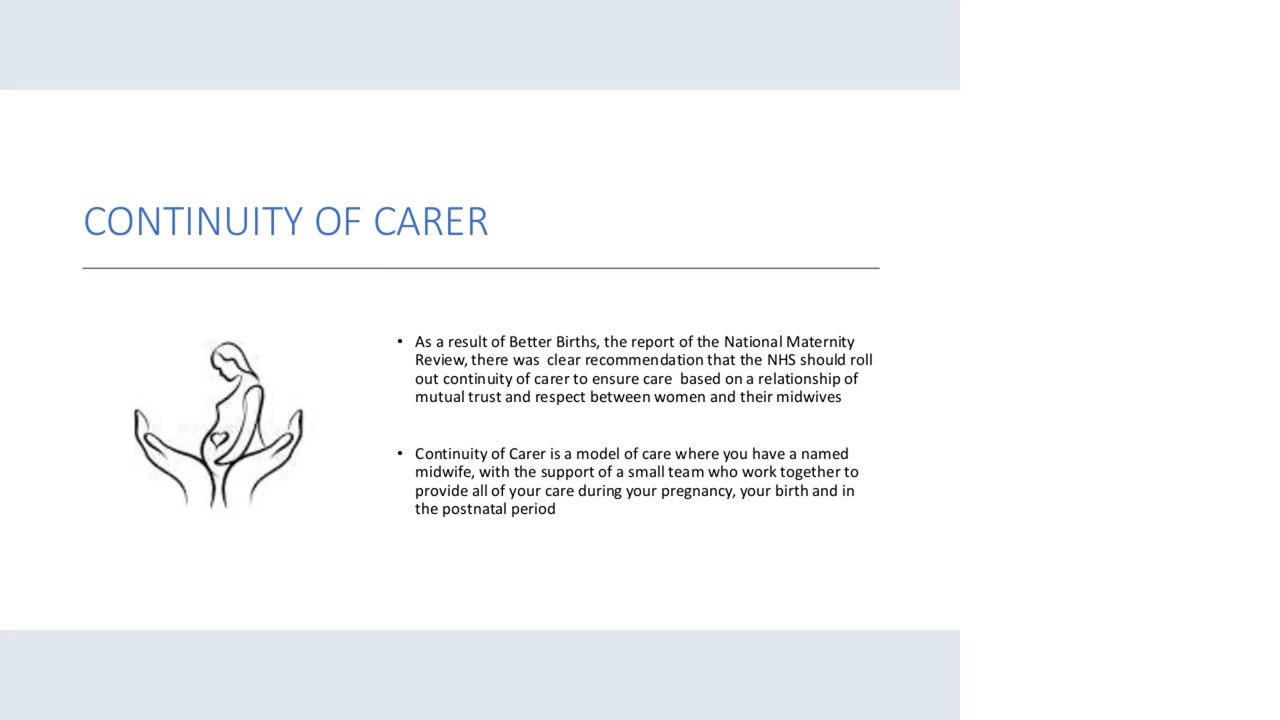 CONTINUITY OF CARER
• As a result of Better Births, the report of the National Maternity
Review, there was  clear recommendation that the NHS should roll
out continuity of carer to ensure care  based on a relationship of
mutual trust and respect between women and their midwives
• Continuity of Carer is a model of care where you have a named
midwife, with the support of a small team who work together to
provide all of your care during your pregnancy, your birth and in
the postnatal period